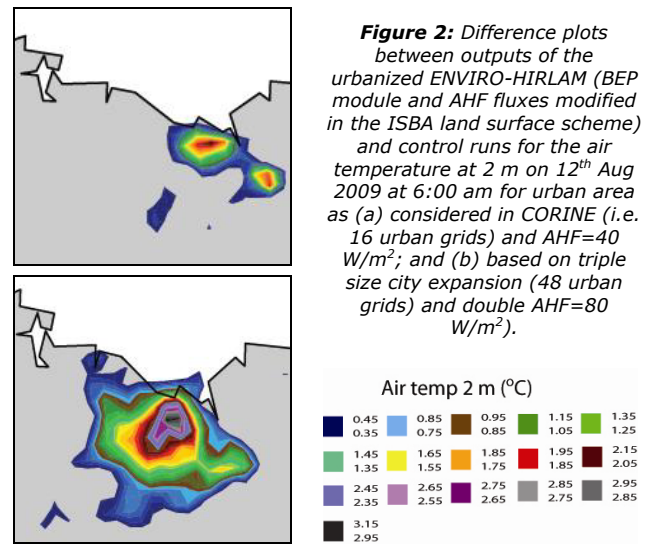 Figure 2: Difference plots
between outputs of the
urbanized ENVIRO-HIRLAM (BEP
module and AHF fluxes modified
in the ISBA land surface scheme)
and control runs for the air
temperature at 2 m on 12th Aug
2009 at 6:00 am for urban area
as (a) considered in CORINE (i.e.
16 urban grids) and AHF=40
W/m²; and (b) based on triple
size city expansion (48 urban
grids) and double AHF=80
W/m²).
Air temp 2 m (°C)
0.45 0.85 0.95 1.15 1.35
0.35 0.75 0.85 1.05 1.25
1.45 1.65 1.85 1.95 2.15
1.35 1.55 1.75 1.85 2.05
2.45 2.65 2.75 2.85 2.95
2.35 2.55 2.65 2.75 2.85
3.15
2.95